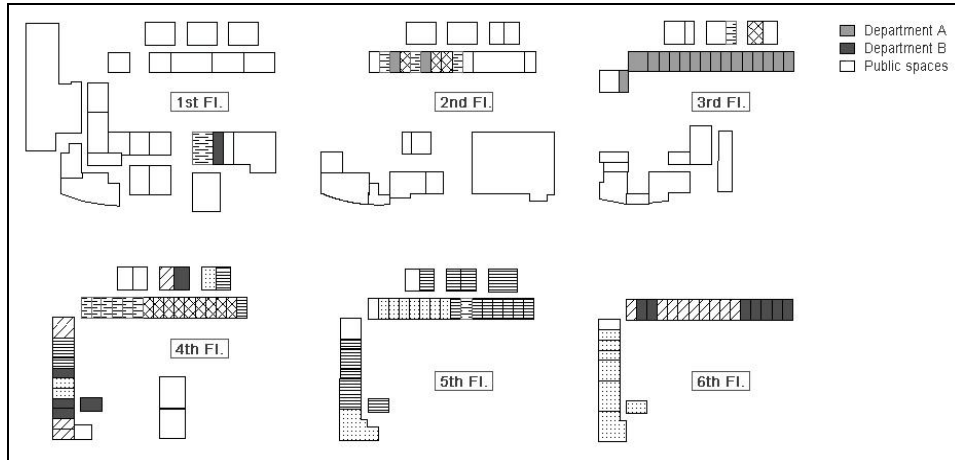 Department A
Department B
Public spaces
1st Fl.
2nd Fl.
3rd Fl.
4th Fl.
5th Fl.
6th Fl.